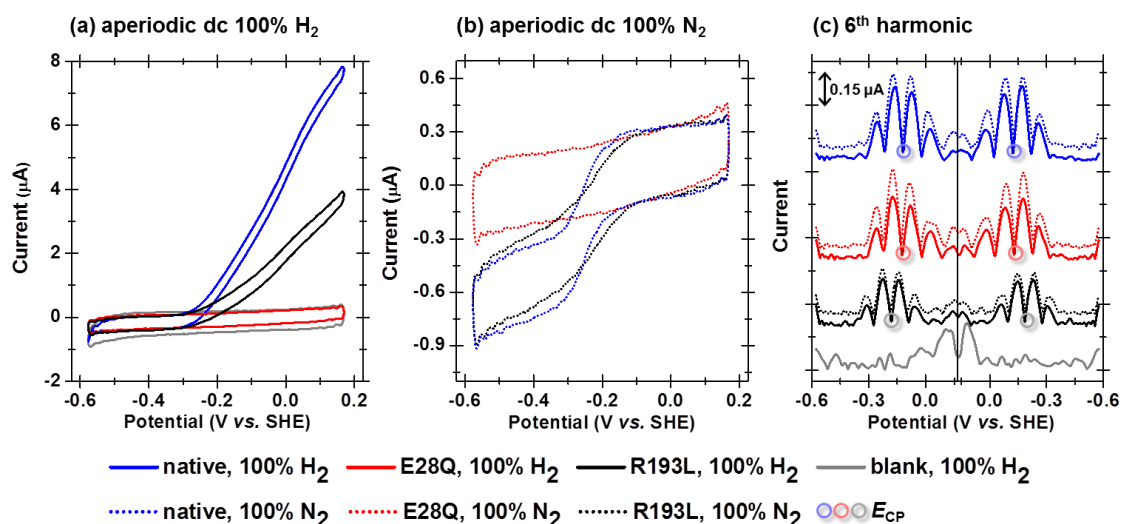 (a) aperiodic dc 100% H₂
(b) aperiodic dc 100% N₂
(c) 6ᵗʰ harmonic
Current (μA)
8
6
4
2
0
-2
-0.6 -0.4 -0.2 0.0 0.2
Potential (V vs. SHE)
Current (μA)
0.6
0.3
0.0
-0.3
-0.6
-0.9
-0.6 -0.4 -0.2 0.0 0.2
Potential (V vs. SHE)
Current
0.15 μA
-0.6 -0.3 0.0 0.0 -0.3 -0.6
Potential (V vs. SHE)
native, 100% H₂ E28Q, 100% H₂ R193L, 100% H₂ blank, 100% H₂
native, 100% N₂ E28Q, 100% N₂ R193L, 100% N₂ E_CP